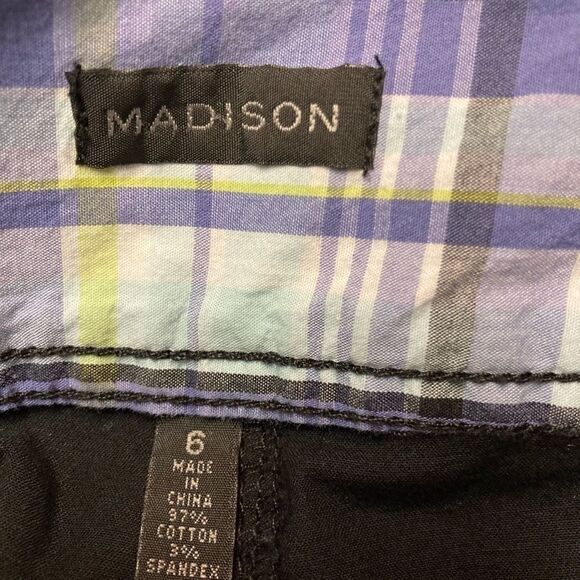 MADISON
6
MADE
IN
CHINA
97%
COTTON
3%
SPANDEX